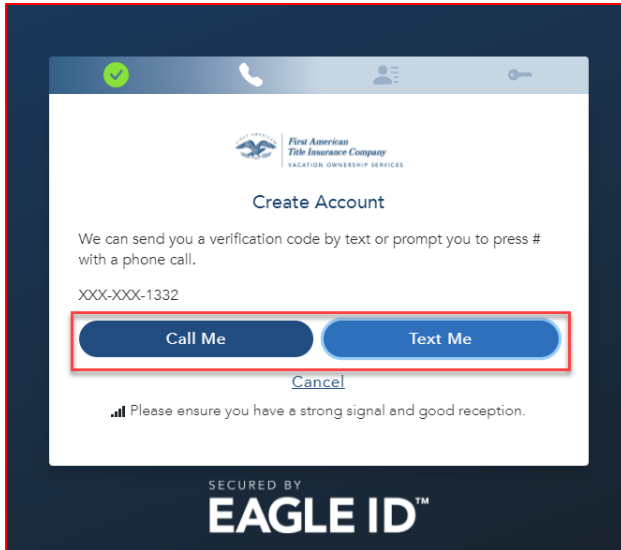 FIRST AMERICAN
First American
Title Insurance Company
VACATION OWNERSHIP SERVICES
Create Account
We can send you a verification code by text or prompt you to press #
with a phone call.
XXX-XXX-1332
Call Me
Text Me
Cancel
Please ensure you have a strong signal and good reception.
SECURED BY
EAGLE ID™